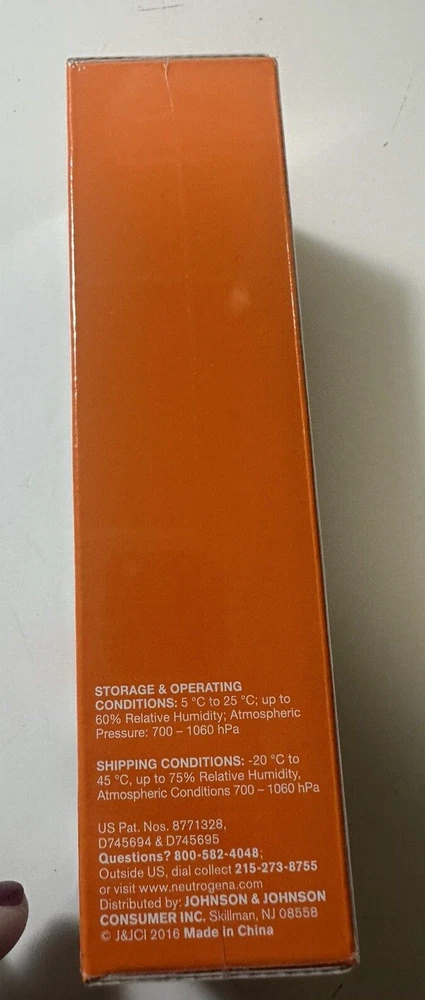 STORAGE & OPERATING
CONDITIONS: 5 °C to 25 °C; up to
60% Relative Humidity; Atmospheric
Pressure: 700 – 1060 hPa
SHIPPING CONDITIONS: -20 °C to
45 °C, up to 75% Relative Humidity,
Atmospheric Conditions 700 – 1060 hPa
US Pat. Nos. 8771328,
D745694 & D745695
Questions? 800-582-4048;
Outside US, dial collect 215-273-8755
or visit www.neutrogena.com
Distributed by: JOHNSON & JOHNSON
CONSUMER INC. Skillman, NJ 08558
© J&JCI 2016 Made in China